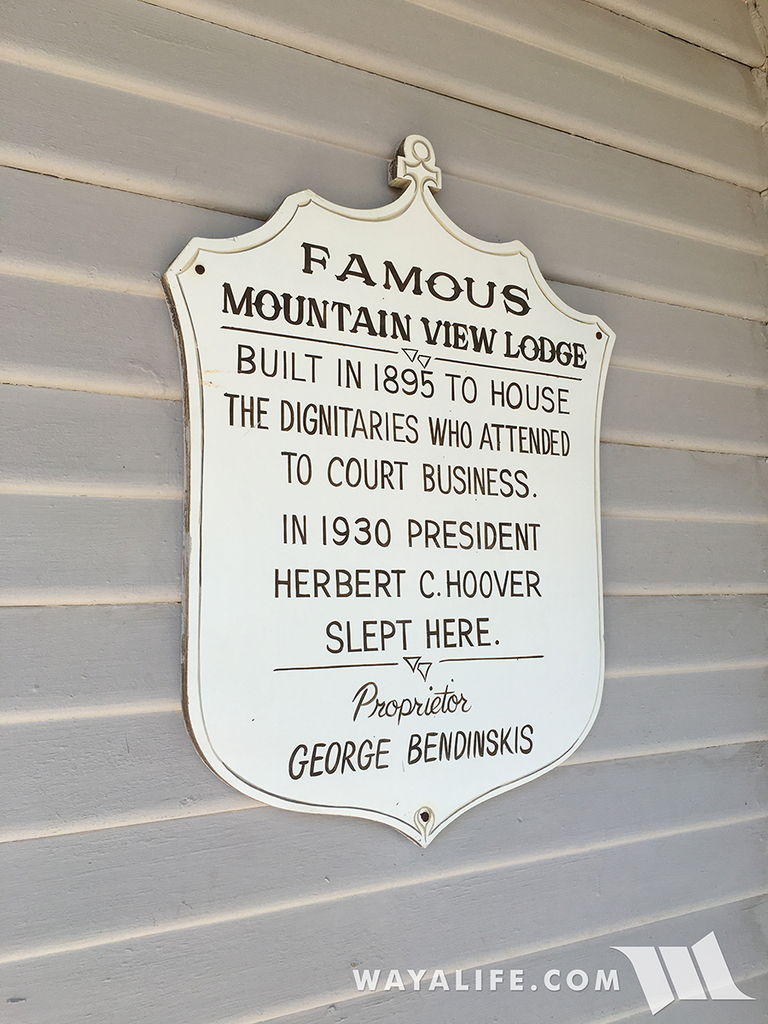 FAMOUS
MOUNTAIN VIEW LODGE
BUILT IN 1895 TO HOUSE
THE DIGNITARIES WHO ATTENDED
TO COURT BUSINESS.
IN 1930 PRESIDENT
HERBERT C. HOOVER
SLEPT HERE.
Proprietor
GEORGE BENDINSKIS
WAYALIFE.COM